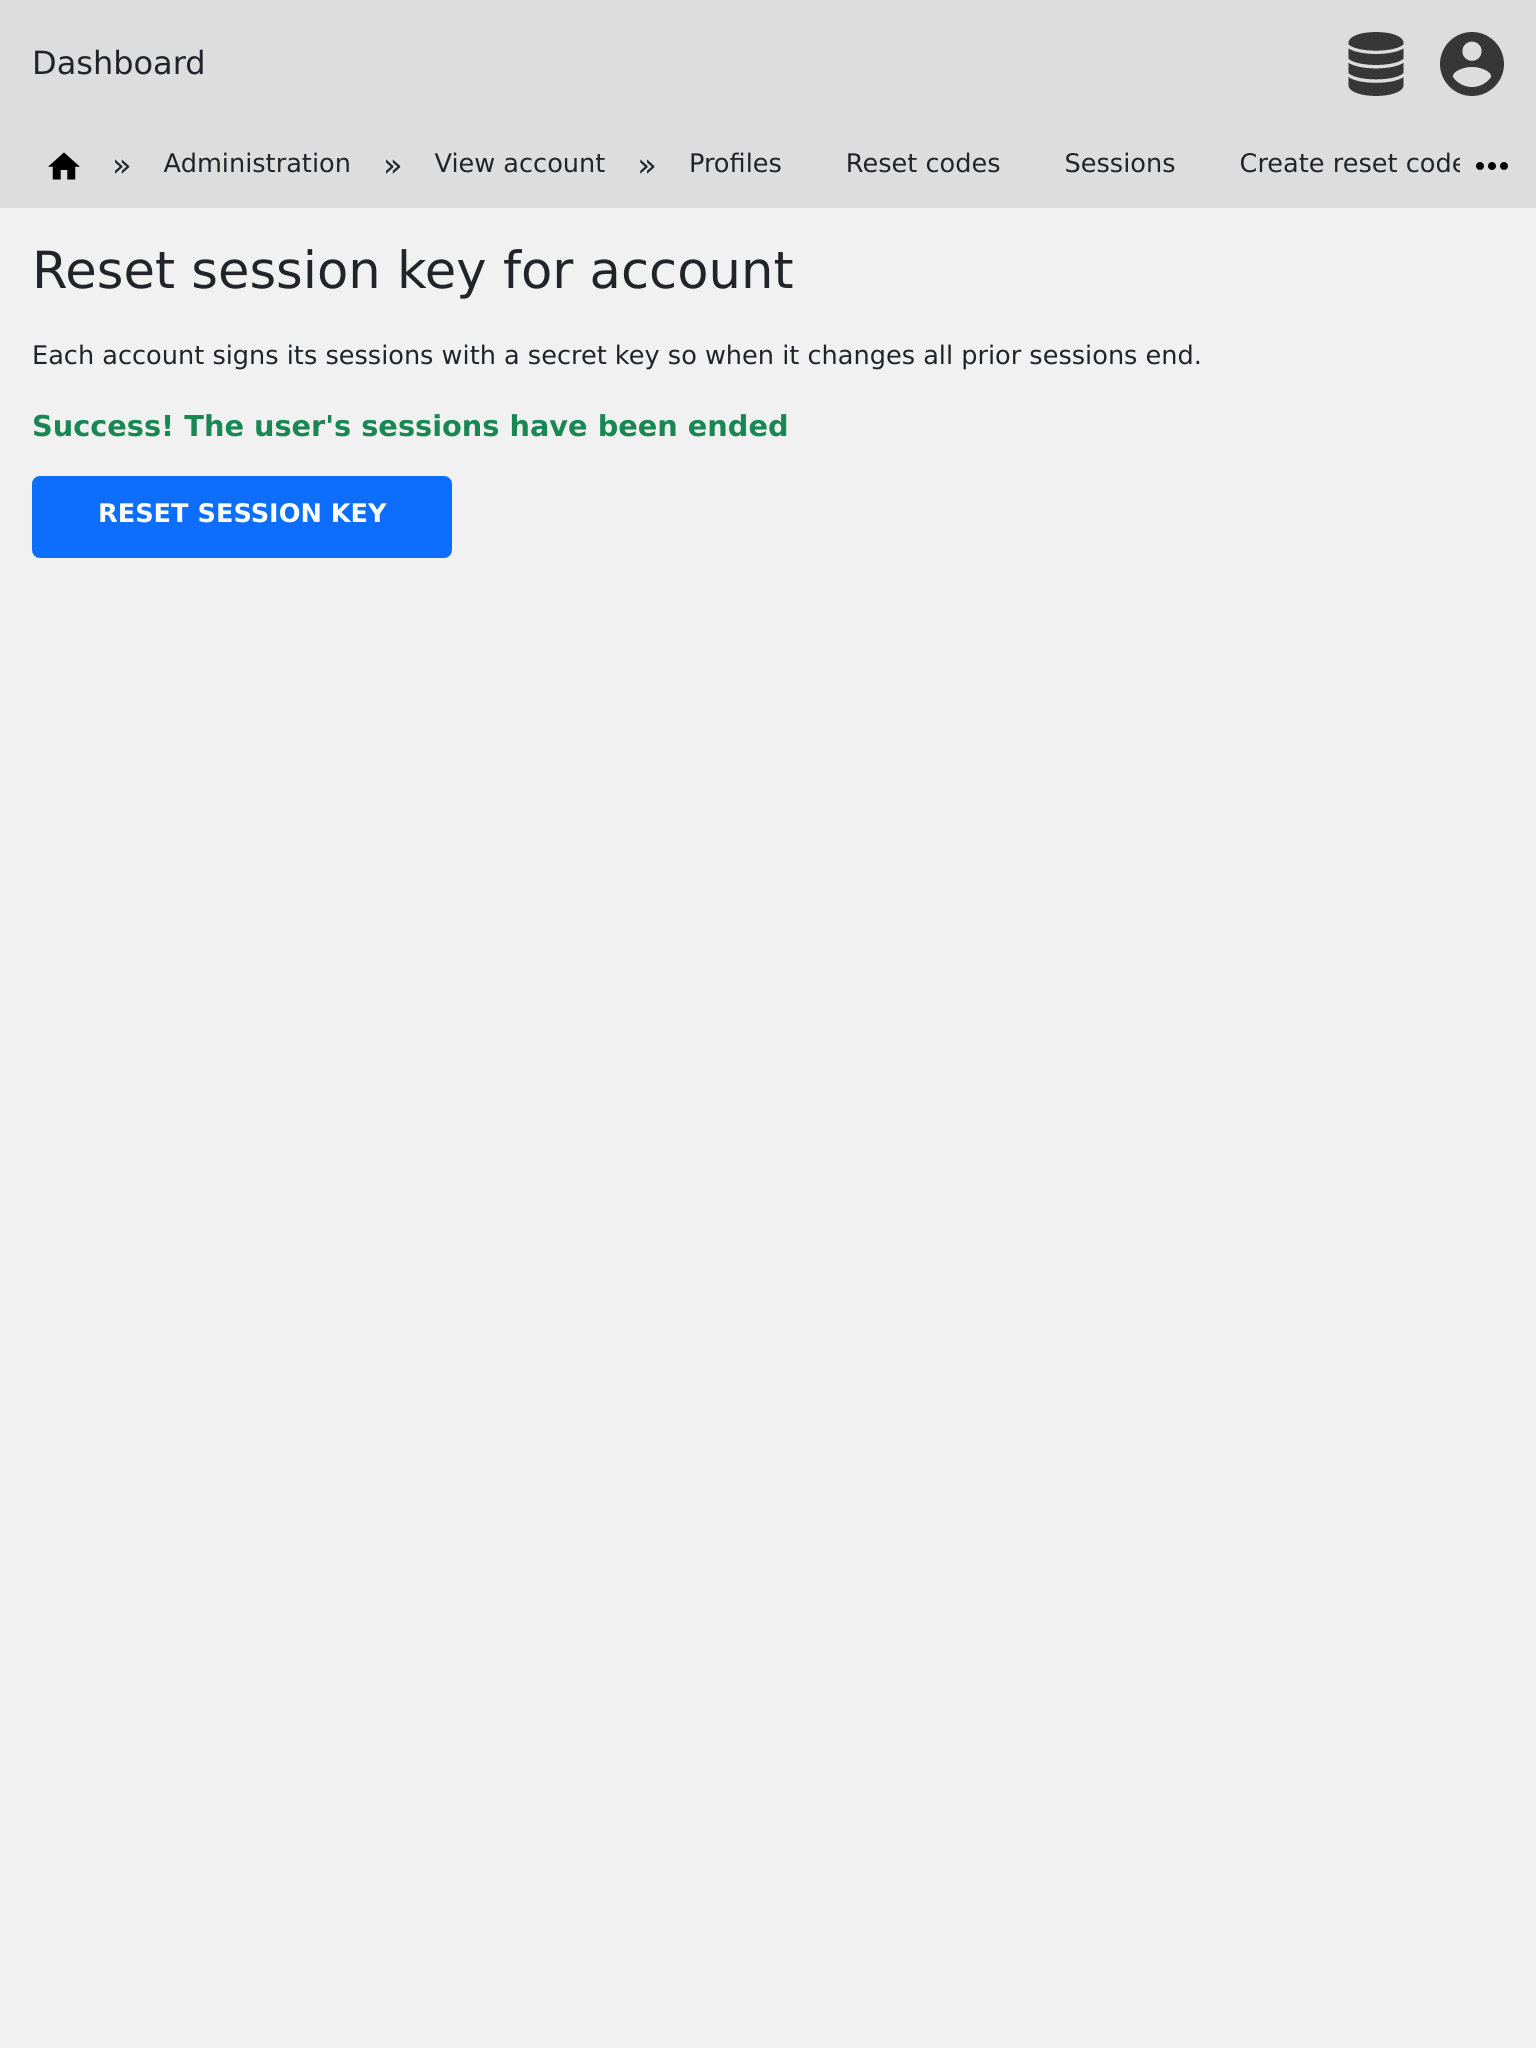 Dashboard
» Administration » View account » Profiles Reset codes Sessions Create reset code
Reset session key for account
Each account signs its sessions with a secret key so when it changes all prior sessions end.
Success! The user's sessions have been ended
RESET SESSION KEY